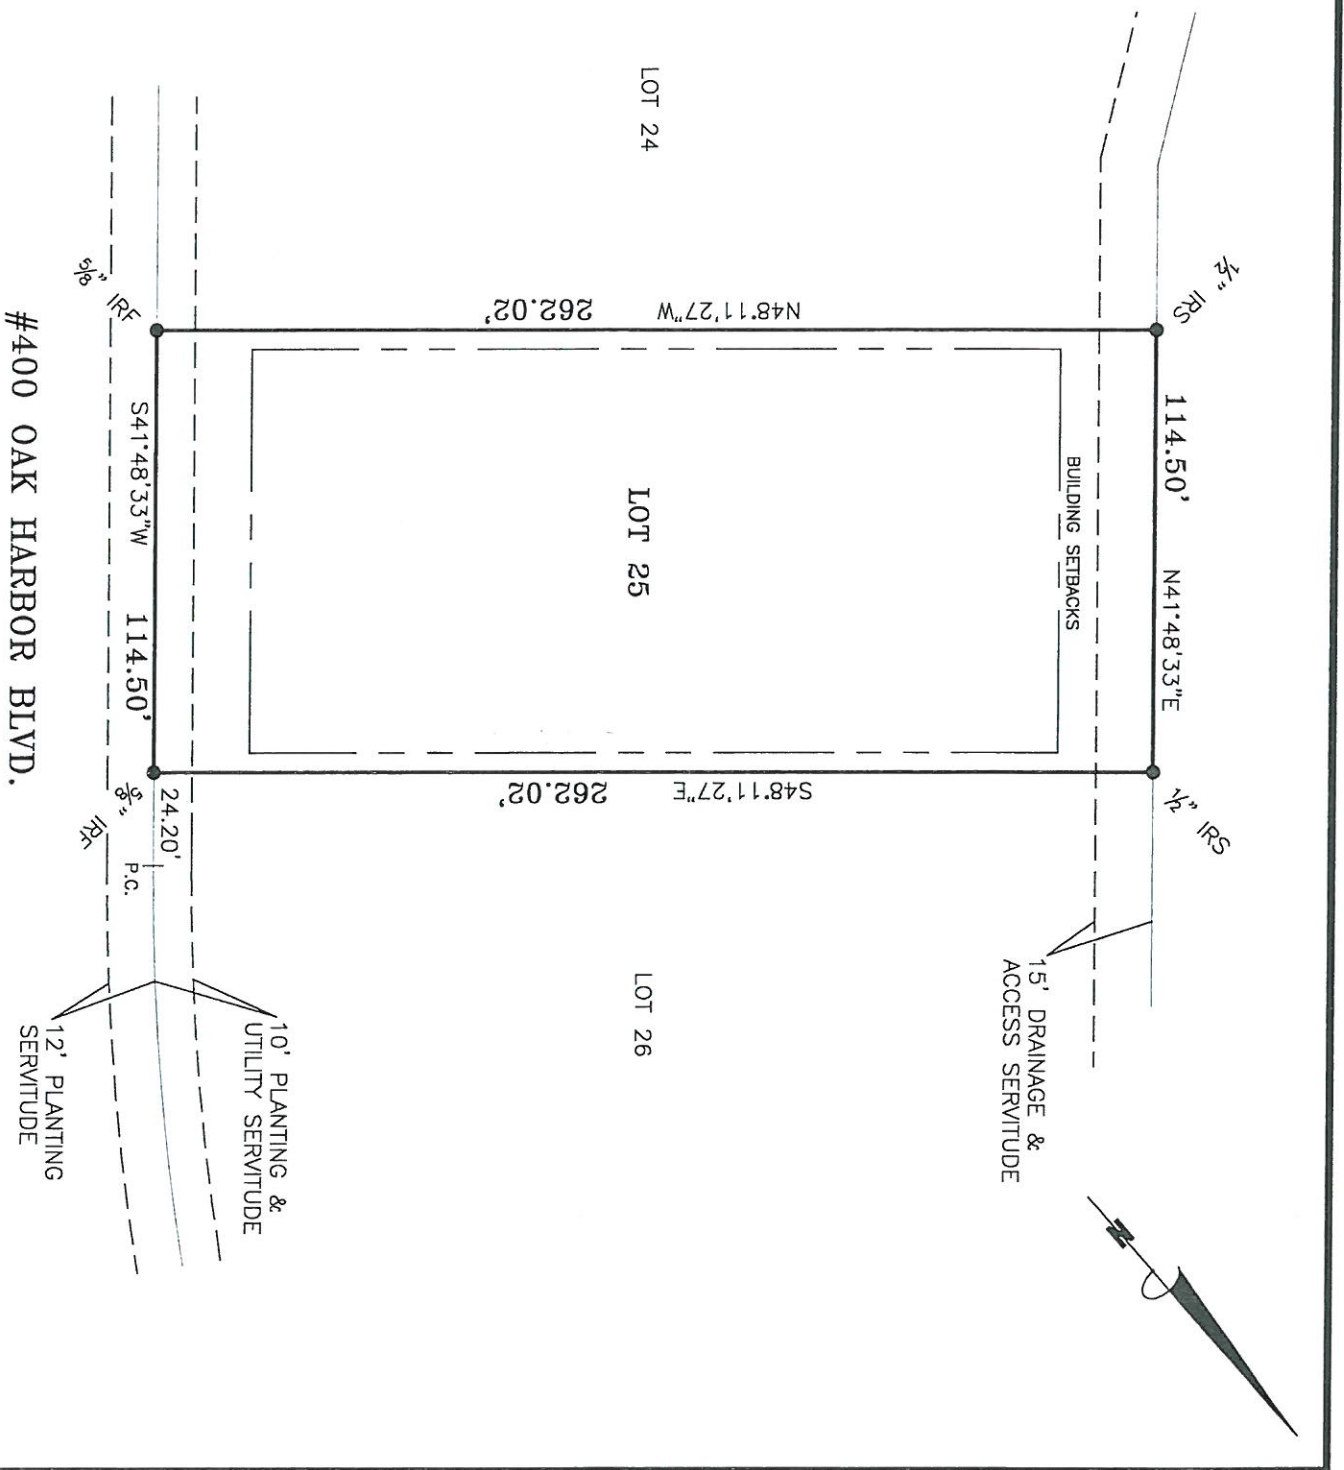 1/2" IRS
114.50'
N41°48'33"E
1/2" IRS
15' DRAINAGE &
ACCESS SERVITUDE
N
BUILDING SETBACKS
LOT 24
N48°11'27"W
262.02'
LOT 25
S48°11'27"E
262.02'
LOT 26
5/8" IRF
S41°48'33"W
114.50'
5/8" IRF
24.20'
P.C.
10' PLANTING &
UTILITY SERVITUDE
12' PLANTING
SERVITUDE
#400 OAK HARBOR BLVD.